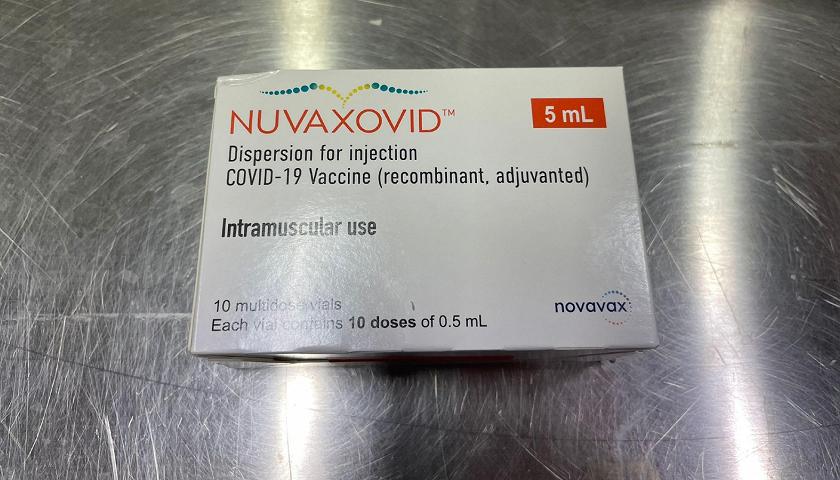 NUVAXOVID™
5 mL
Dispersion for injection
COVID-19 Vaccine (recombinant, adjuvanted)
Intramuscular use
10 multidose vials
Each vial contains 10 doses of 0.5 mL
novavax